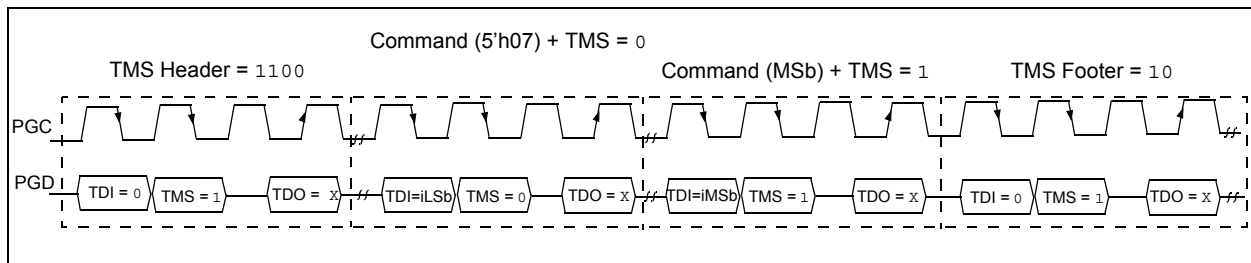 Command (5'h07) + TMS = 0
TMS Header = 1100
Command (MSb) + TMS = 1
TMS Footer = 10
PGC
PGD
TDI = 0
TMS = 1
TDO = X
TDI=iLSb
TMS = 0
TDO = X
TDI=iMSb
TMS = 1
TDO = X
TDI = 0
TMS = 1
TDO = X